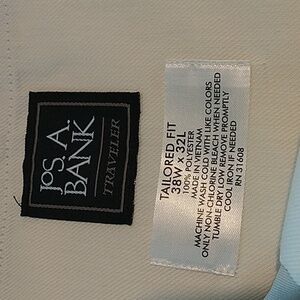 JOS. A.
BANK
TRAVELER
TAILORED FIT
38W x 32L
100% POLYESTER
MADE IN VIETNAM
MACHINE WASH COLD WITH LIKE COLORS
ONLY NON-CHLORINE BLEACH WHEN NEEDED
TUMBLE DRY LOW REMOVE PROMPTLY
COOL IRON IF NEEDED
RN 31608